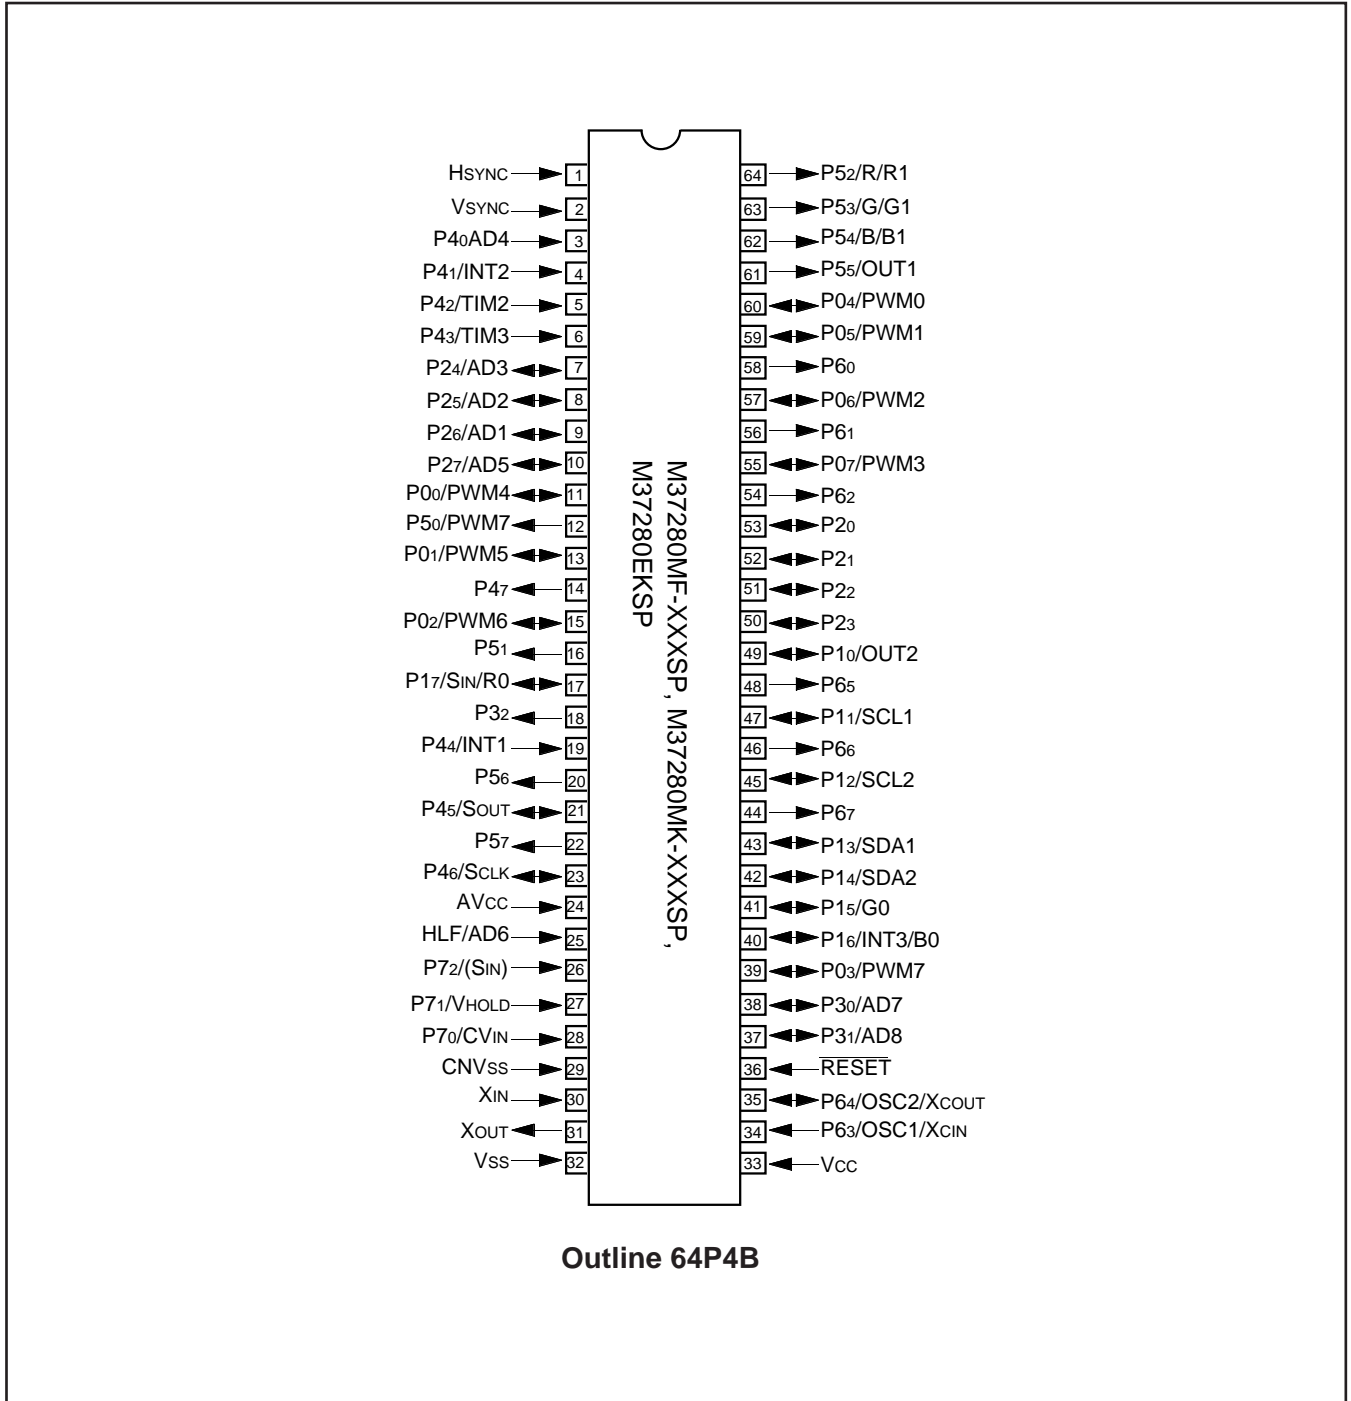 HSYNC 1 64 P52/R/R1
VSYNC 2 63 P53/G/G1
P40AD4 3 62 P54/B/B1
P41/INT2 4 61 P55/OUT1
P42/TIM2 5 60 P04/PWM0
P43/TIM3 6 59 P05/PWM1
P24/AD3 7 58 P60
P25/AD2 8 57 P06/PWM2
P26/AD1 9 56 P61
P27/AD5 10 55 P07/PWM3
P00/PWM4 11 54 P62
P50/PWM7 12 53 P20
P01/PWM5 13 52 P21
P47 14 51 P22
P02/PWM6 15 50 P23
P51 16 49 P10/OUT2
P17/SIN/R0 17 48 P65
P32 18 47 P11/SCL1
P44/INT1 19 46 P66
P56 20 45 P12/SCL2
P45/SOUT 21 44 P67
P57 22 43 P13/SDA1
P46/SCLK 23 42 P14/SDA2
AVCC 24 41 P15/G0
HLF/AD6 25 40 P16/INT3/B0
P72/(SIN) 26 39 P03/PWM7
P71/VHOLD 27 38 P30/AD7
P70/CVIN 28 37 P31/AD8
CNVSS 29 36 RESET
XIN 30 35 P64/OSC2/XCOUT
XOUT 31 34 P63/OSC1/XCIN
VSS 32 33 VCC
M37280MF-XXXSP, M37280MK-XXXSP,
M37280EKSP
Outline 64P4B